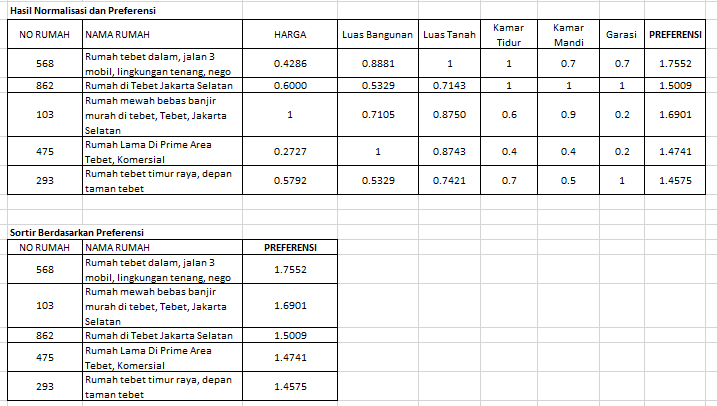 Hasil Normalisasi dan Preferensi
NO RUMAH NAMA RUMAH HARGA Luas Bangunan Luas Tanah Kamar Tidur Kamar Mandi Garasi PREFERENSI
568 Rumah tebet dalam, jalan 3 mobil, lingkungan tenang, nego 0.4286 0.8881 1 1 0.7 0.7 1.7552
862 Rumah di Tebet Jakarta Selatan 0.6000 0.5329 0.7143 1 1 1 1.5009
103 Rumah mewah bebas banjir murah di tebet, Tebet, Jakarta Selatan 1 0.7105 0.8750 0.6 0.9 0.2 1.6901
475 Rumah Lama Di Prime Area Tebet, Komersial 0.2727 1 0.8743 0.4 0.4 0.2 1.4741
293 Rumah tebet timur raya, depan taman tebet 0.5792 0.5329 0.7421 0.7 0.5 1 1.4575
Sortir Berdasarkan Preferensi
NO RUMAH NAMA RUMAH PREFERENSI
568 Rumah tebet dalam, jalan 3 mobil, lingkungan tenang, nego 1.7552
103 Rumah mewah bebas banjir murah di tebet, Tebet, Jakarta Selatan 1.6901
862 Rumah di Tebet Jakarta Selatan 1.5009
475 Rumah Lama Di Prime Area Tebet, Komersial 1.4741
293 Rumah tebet timur raya, depan taman tebet 1.4575